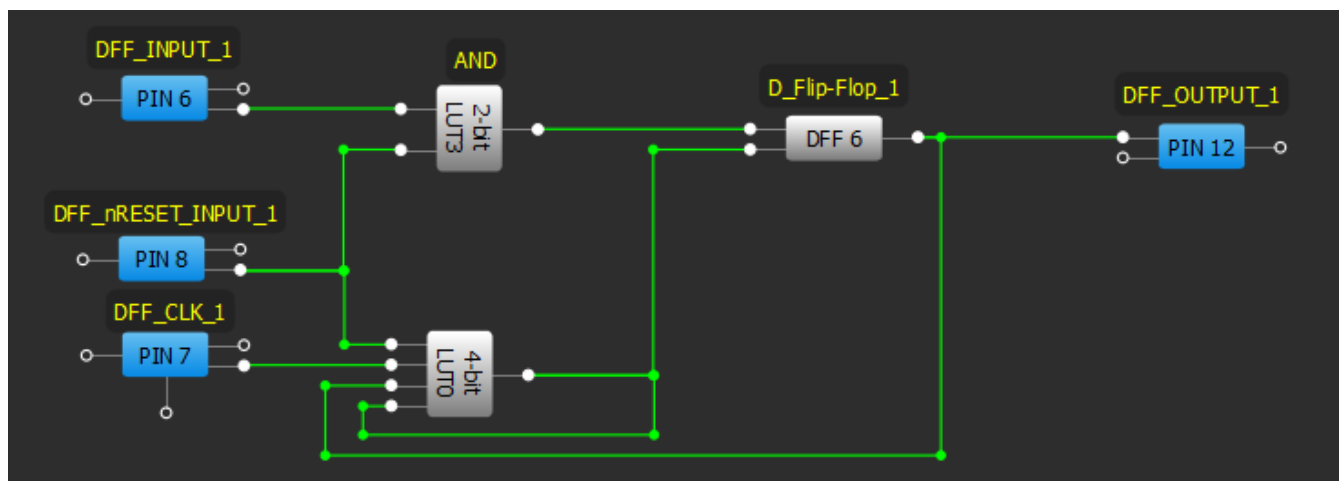 DFF_INPUT_1
PIN 6
AND
2-bit
LUT3
D_Flip-Flop_1
DFF 6
DFF_OUTPUT_1
PIN 12
DFF_nRESET_INPUT_1
PIN 8
DFF_CLK_1
PIN 7
4-bit
LUT0